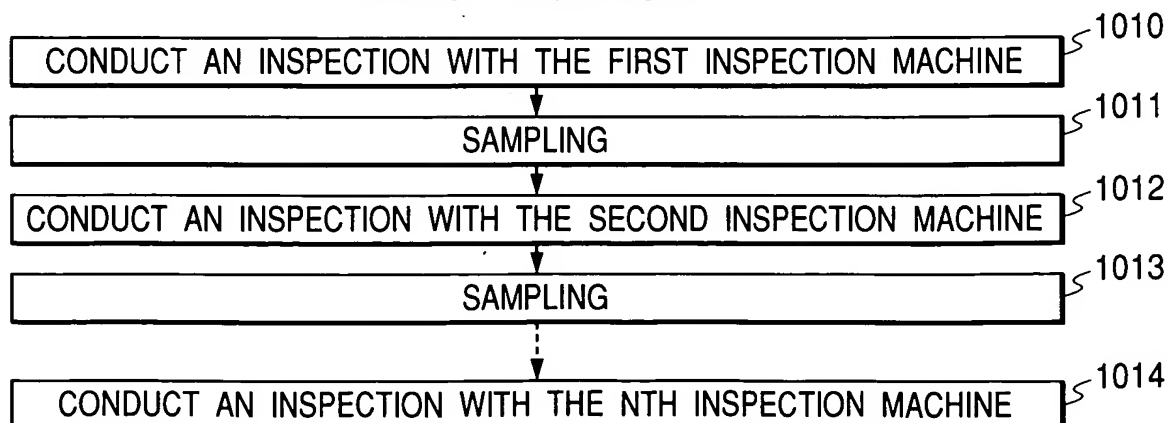 1010
CONDUCT AN INSPECTION WITH THE FIRST INSPECTION MACHINE
1011
SAMPLING
1012
CONDUCT AN INSPECTION WITH THE SECOND INSPECTION MACHINE
1013
SAMPLING
1014
CONDUCT AN INSPECTION WITH THE NTH INSPECTION MACHINE